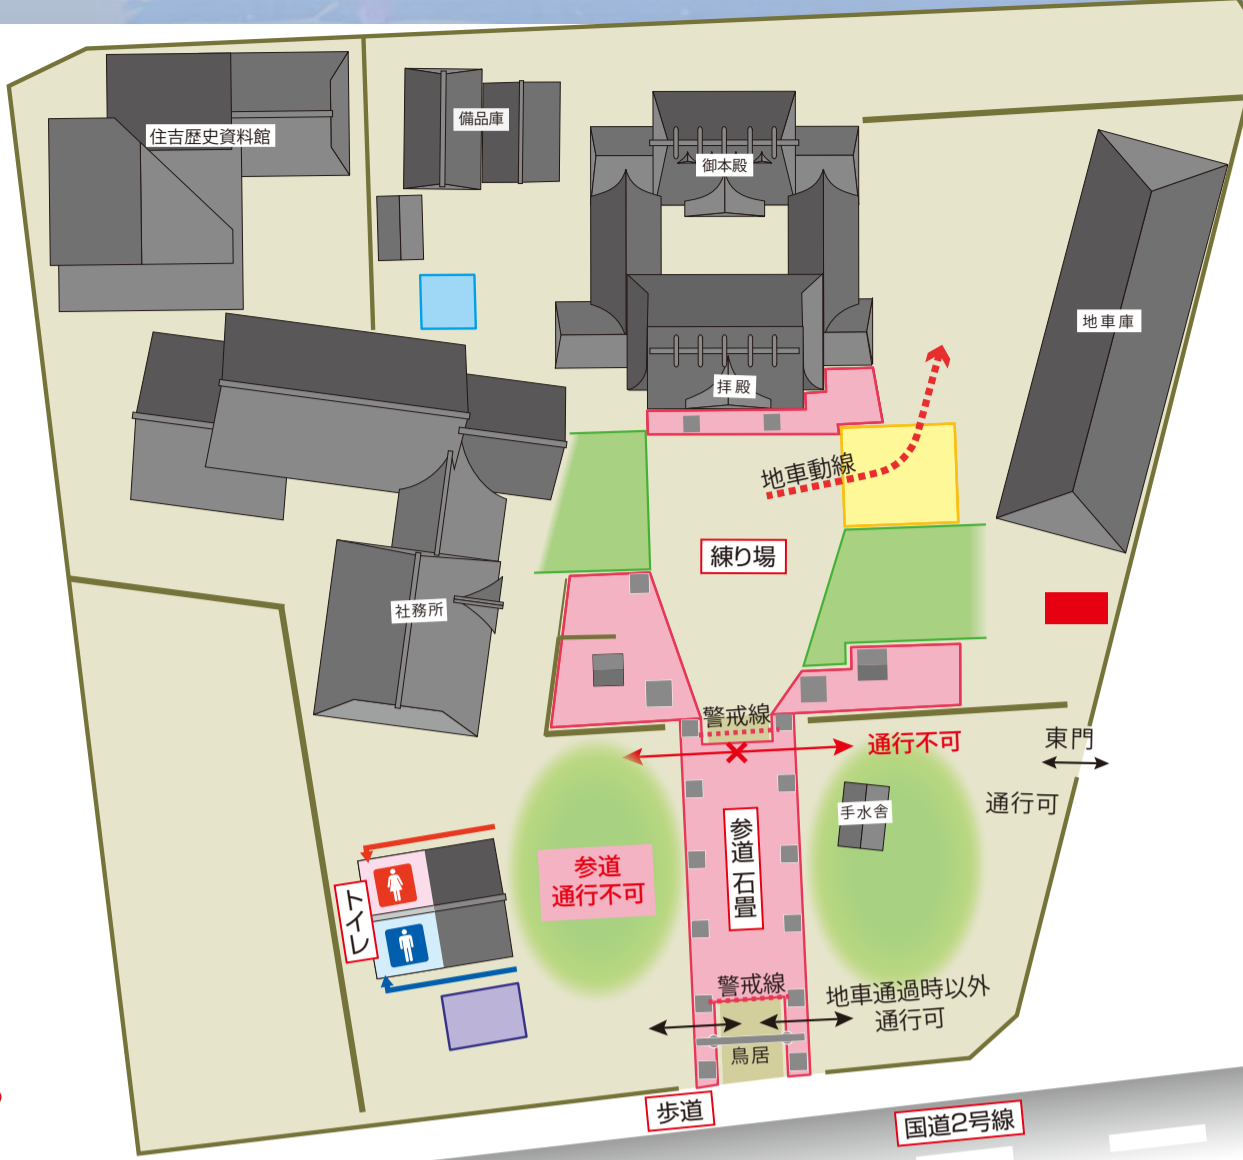 住吉歴史資料館
備品庫
御本殿
地車庫
拝殿
地車動線
練り場
社務所
警戒線
通行不可
東門
通行可
手水舎
参道
通行不可
参道 石畳
トイレ
警戒線
地車通過時以外
通行可
鳥居
歩道
国道2号線